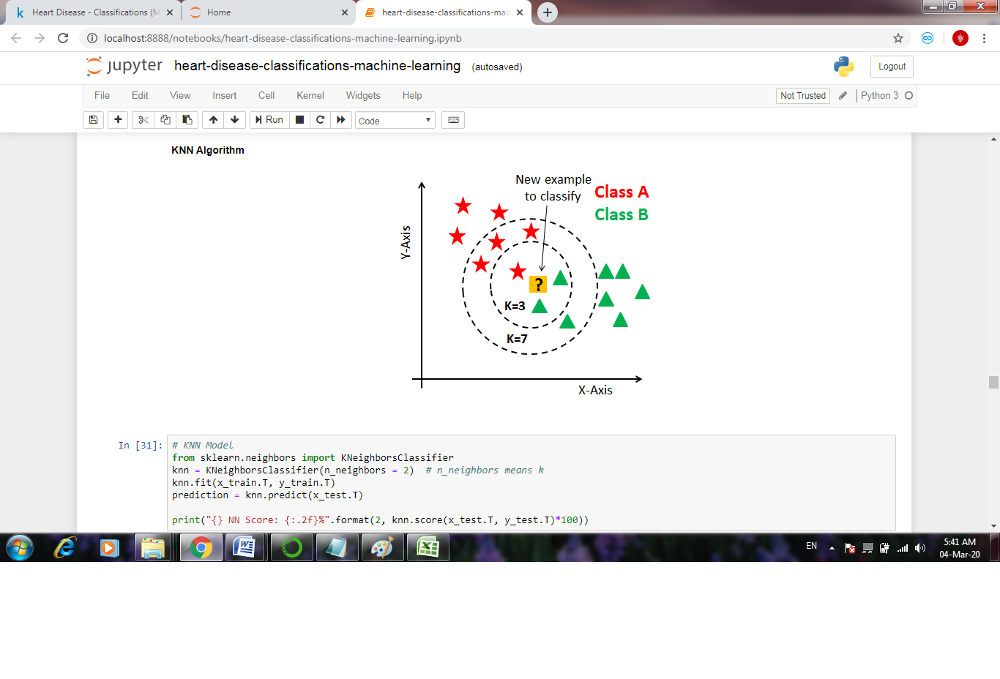 Heart Disease - Classifications (M
Home
heart-disease-classifications-mac
localhost:8888/notebooks/heart-disease-classifications-machine-learning.ipynb
jupyter heart-disease-classifications-machine-learning (autosaved)
Logout
File Edit View Insert Cell Kernel Widgets Help
Not Trusted
Python 3
Run
Code
KNN Algorithm
New example
to classify
Class A
Class B
Y-Axis
?
K=3
K=7
X-Axis
In [31]:
# KNN Model
from sklearn.neighbors import KNeighborsClassifier
knn = KNeighborsClassifier(n_neighbors = 2)  # n_neighbors means k
knn.fit(x_train.T, y_train.T)
prediction = knn.predict(x_test.T)
print("{} NN Score: {:.2f}%".format(2, knn.score(x_test.T, y_test.T)*100))
EN
5:41 AM
04-Mar-20